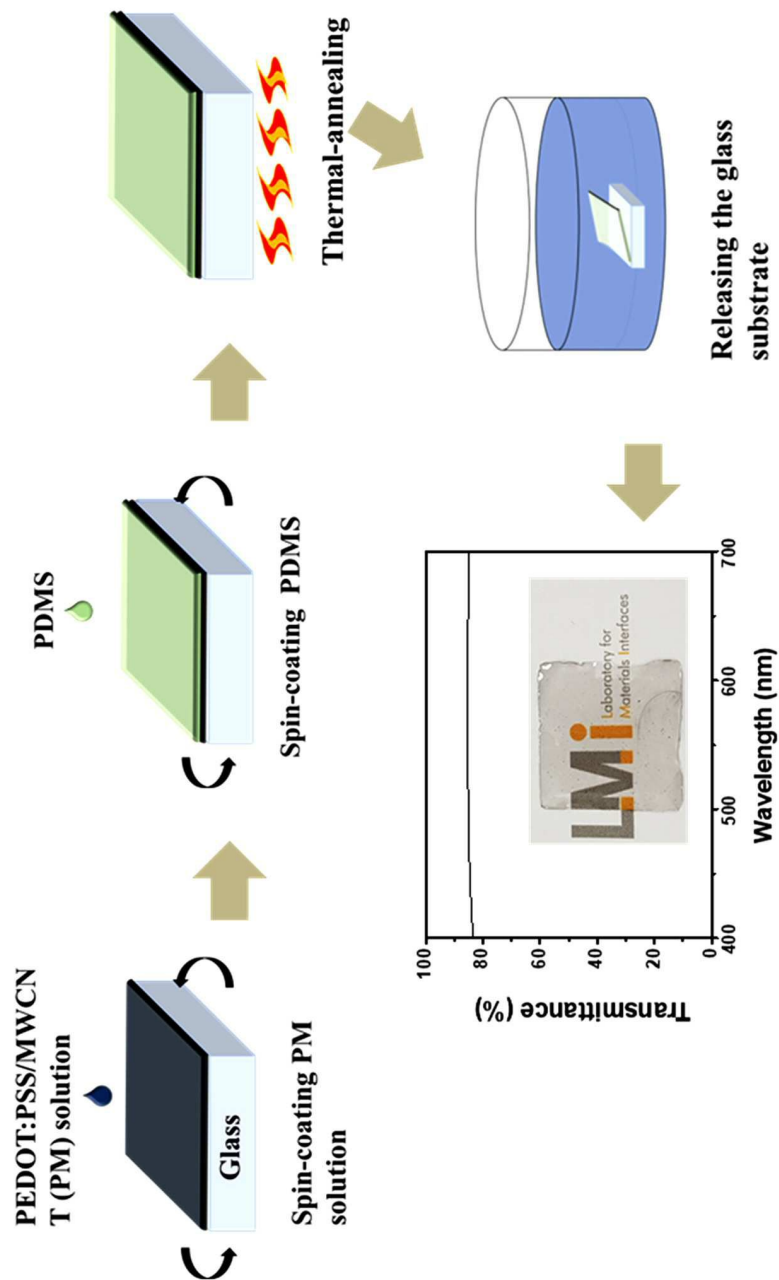 PEDOT:PSS/MWCN
T (PM) solution
Glass
Spin-coating PM
solution
PDMS
Spin-coating PDMS
Thermal-annealing
Releasing the glass
substrate
Transmittance (%)
100
80
60
40
20
0
400
500
600
700
Wavelength (nm)
LMi
Laboratory for
Materials Interfaces